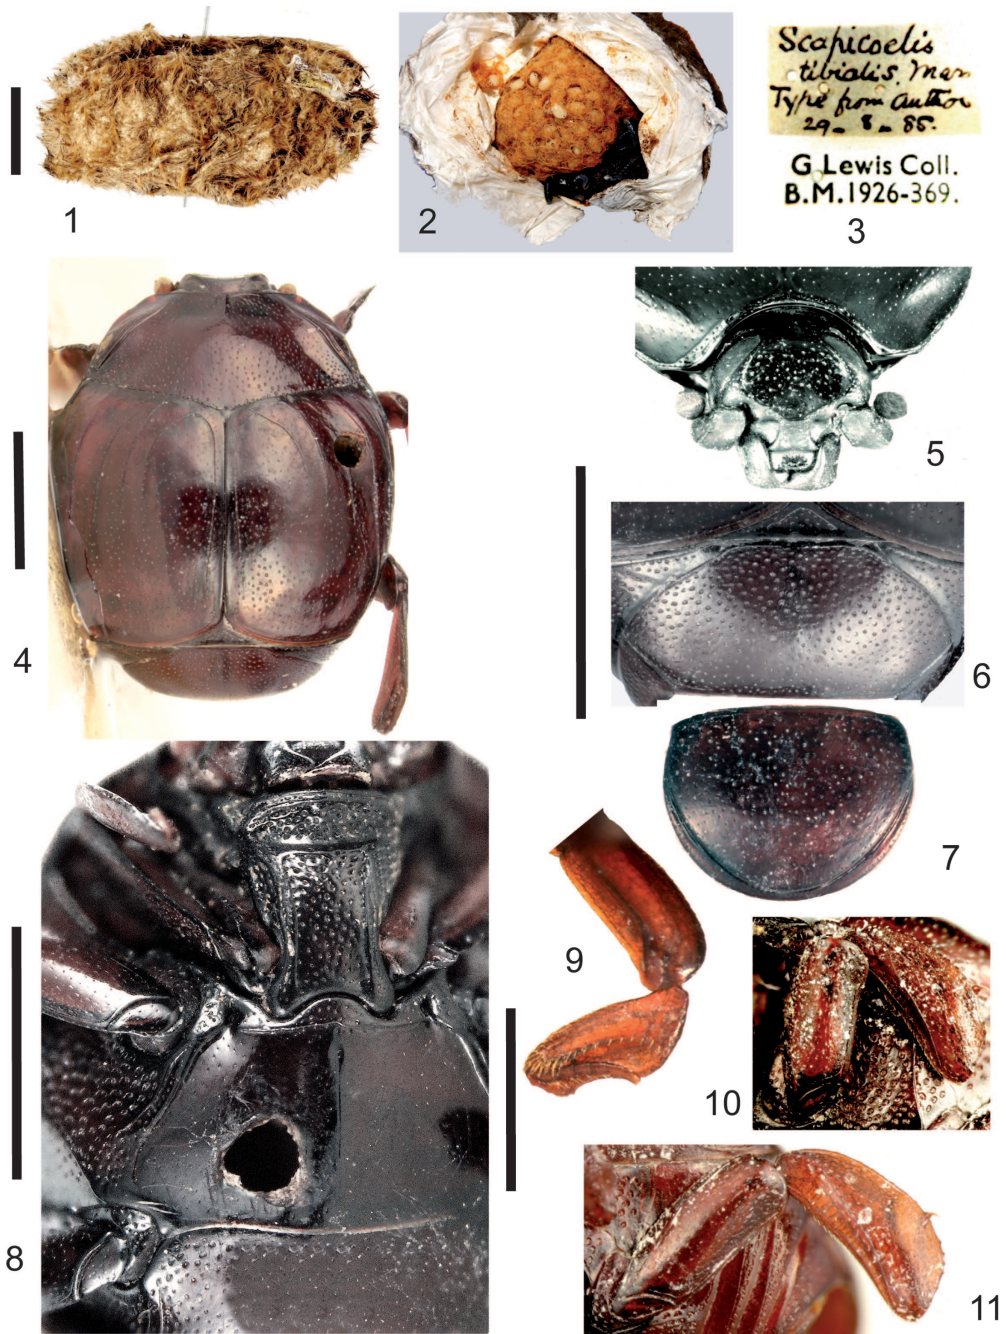 1
2
Scapicoelis
tibialis. Mars
Type from author
29 - 8 - 85.
G.Lewis Coll.
B.M.1926-369.
3
4
5
6
7
8
9
10
11